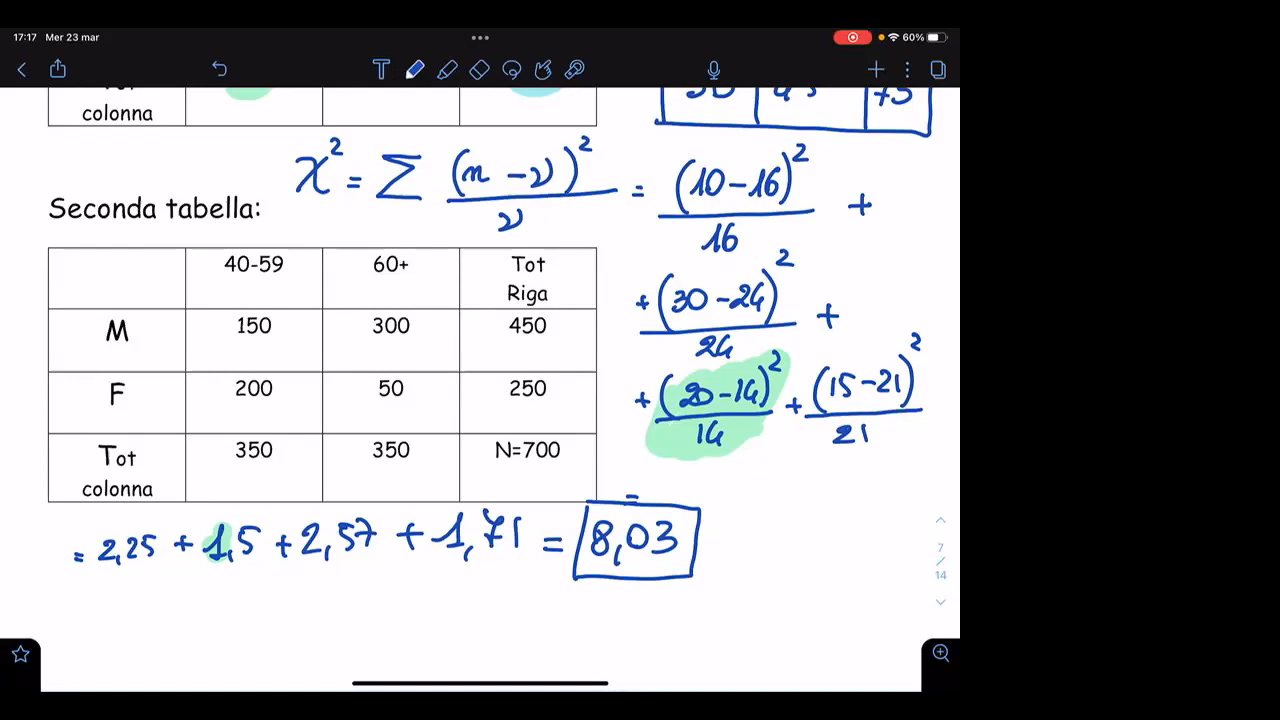 17:17 Mer 23 mar
60%
colonna
χ² = Σ (n - ν)² / ν = (10 - 16)² / 16 +
Seconda tabella:
40-59 60+ Tot Riga
M 150 300 450
F 200 50 250
Tot colonna 350 350 N=700
+ (30 - 24)² / 24 +
+ (20 - 14)² / 14 + (15 - 21)² / 21
=
= 2,25 + 1,5 + 2,57 + 1,71 = 8,03
7
/
14